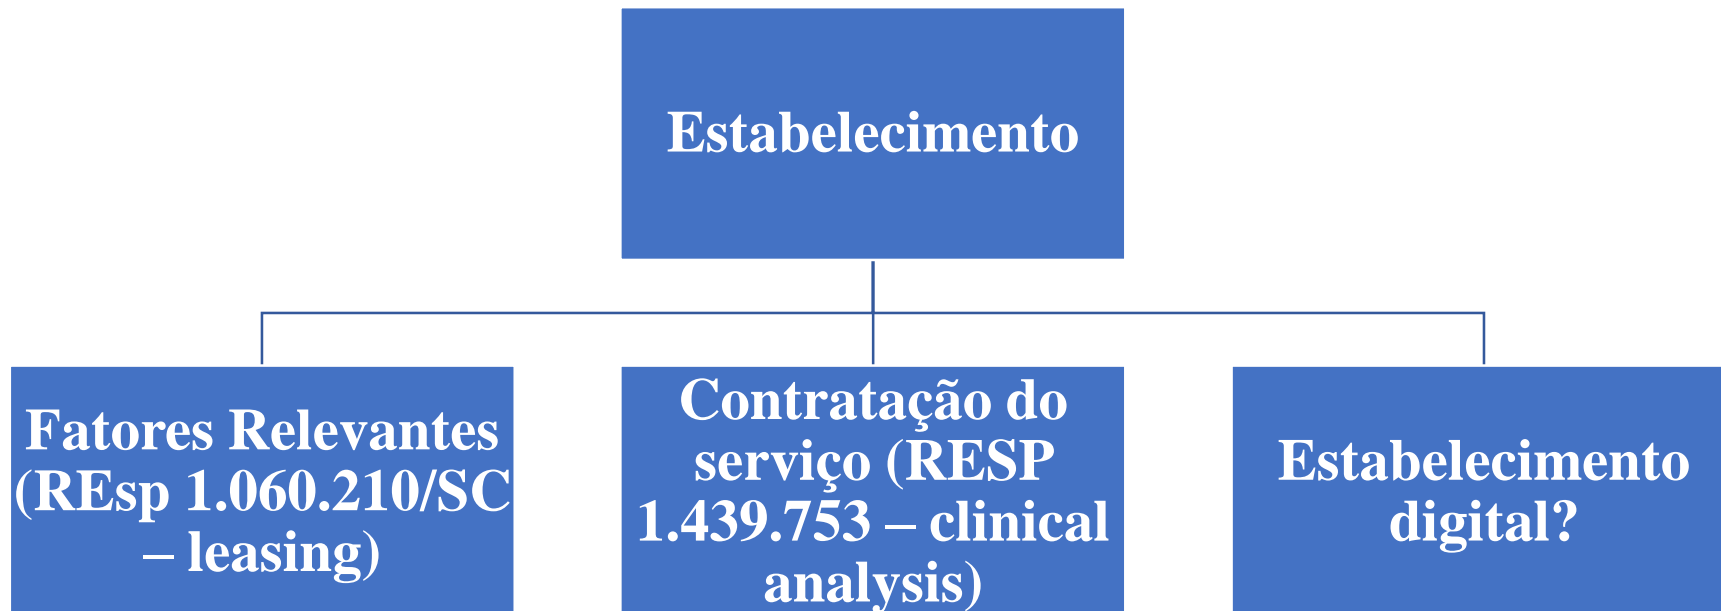 Estabelecimento
Fatores Relevantes
(REsp 1.060.210/SC
– leasing)
Contratação do
serviço (RESP
1.439.753 – clinical
analysis)
Estabelecimento
digital?